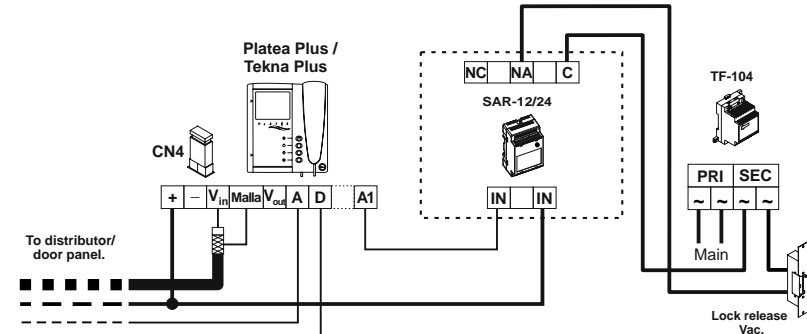 Platea Plus /
Tekna Plus
CN4
+ – Vin Malla Vout A D A1
To distributor/
door panel.
NC NA C
SAR-12/24
IN IN
TF-104
PRI SEC
~ ~ ~ ~
Main
Lock release
Vac.